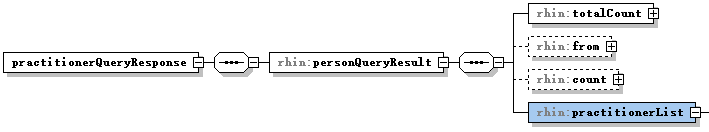 rhin:totalCount
rhin:from
practitionerQueryResponse
rhin:personQueryResult
rhin:count
rhin:practitionerList